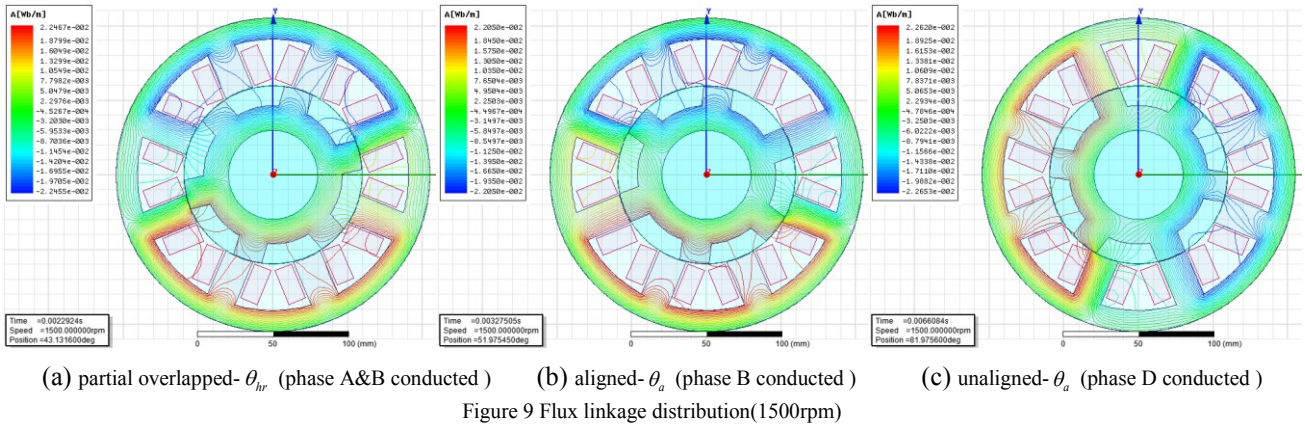 A[Wb/m]
2.2467e-002
1.8799e-002
1.6049e-002
1.3299e-002
1.0549e-002
7.7982e-003
5.0479e-003
2.2976e-003
-4.5267e-004
-3.2030e-003
-5.9533e-003
-8.7036e-003
-1.1454e-002
-1.4204e-002
-1.6955e-002
-1.9705e-002
-2.2455e-002
Y
Time =0.0022924s
Speed =1500.000000rpm
Position =43.131600deg
0 50 100 (mm)
A[Wb/m]
2.2050e-002
1.8450e-002
1.5750e-002
1.3050e-002
1.0350e-002
7.6504e-003
4.9504e-003
2.2503e-003
-4.4967e-004
-3.1497e-003
-5.8497e-003
-8.5497e-003
-1.1250e-002
-1.3950e-002
-1.6650e-002
-1.9350e-002
-2.2050e-002
Y
Time =0.00327505s
Speed =1500.000000rpm
Position =51.975450deg
0 50 100 (mm)
A[Wb/m]
2.2620e-002
1.8925e-002
1.6153e-002
1.3381e-002
1.0609e-002
7.8371e-003
5.0653e-003
2.2934e-003
-4.7846e-004
-3.2503e-003
-6.0222e-003
-8.7941e-003
-1.1566e-002
-1.4338e-002
-1.7110e-002
-1.9882e-002
-2.2653e-002
Y
Time =0.0066084s
Speed =1500.000000rpm
Position =81.975600deg
0 50 100 (mm)
(a) partial overlapped- θhr (phase A&B conducted )
(b) aligned- θa (phase B conducted )
(c) unaligned- θa (phase D conducted )
Figure 9 Flux linkage distribution(1500rpm)